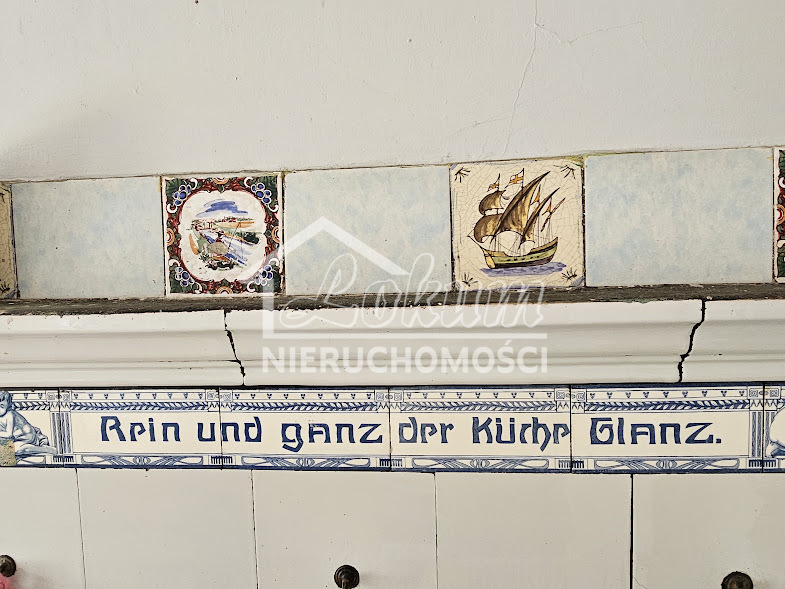 Lokum
NIERUCHOMOŚCI
Rein und ganz der Küche Glanz.